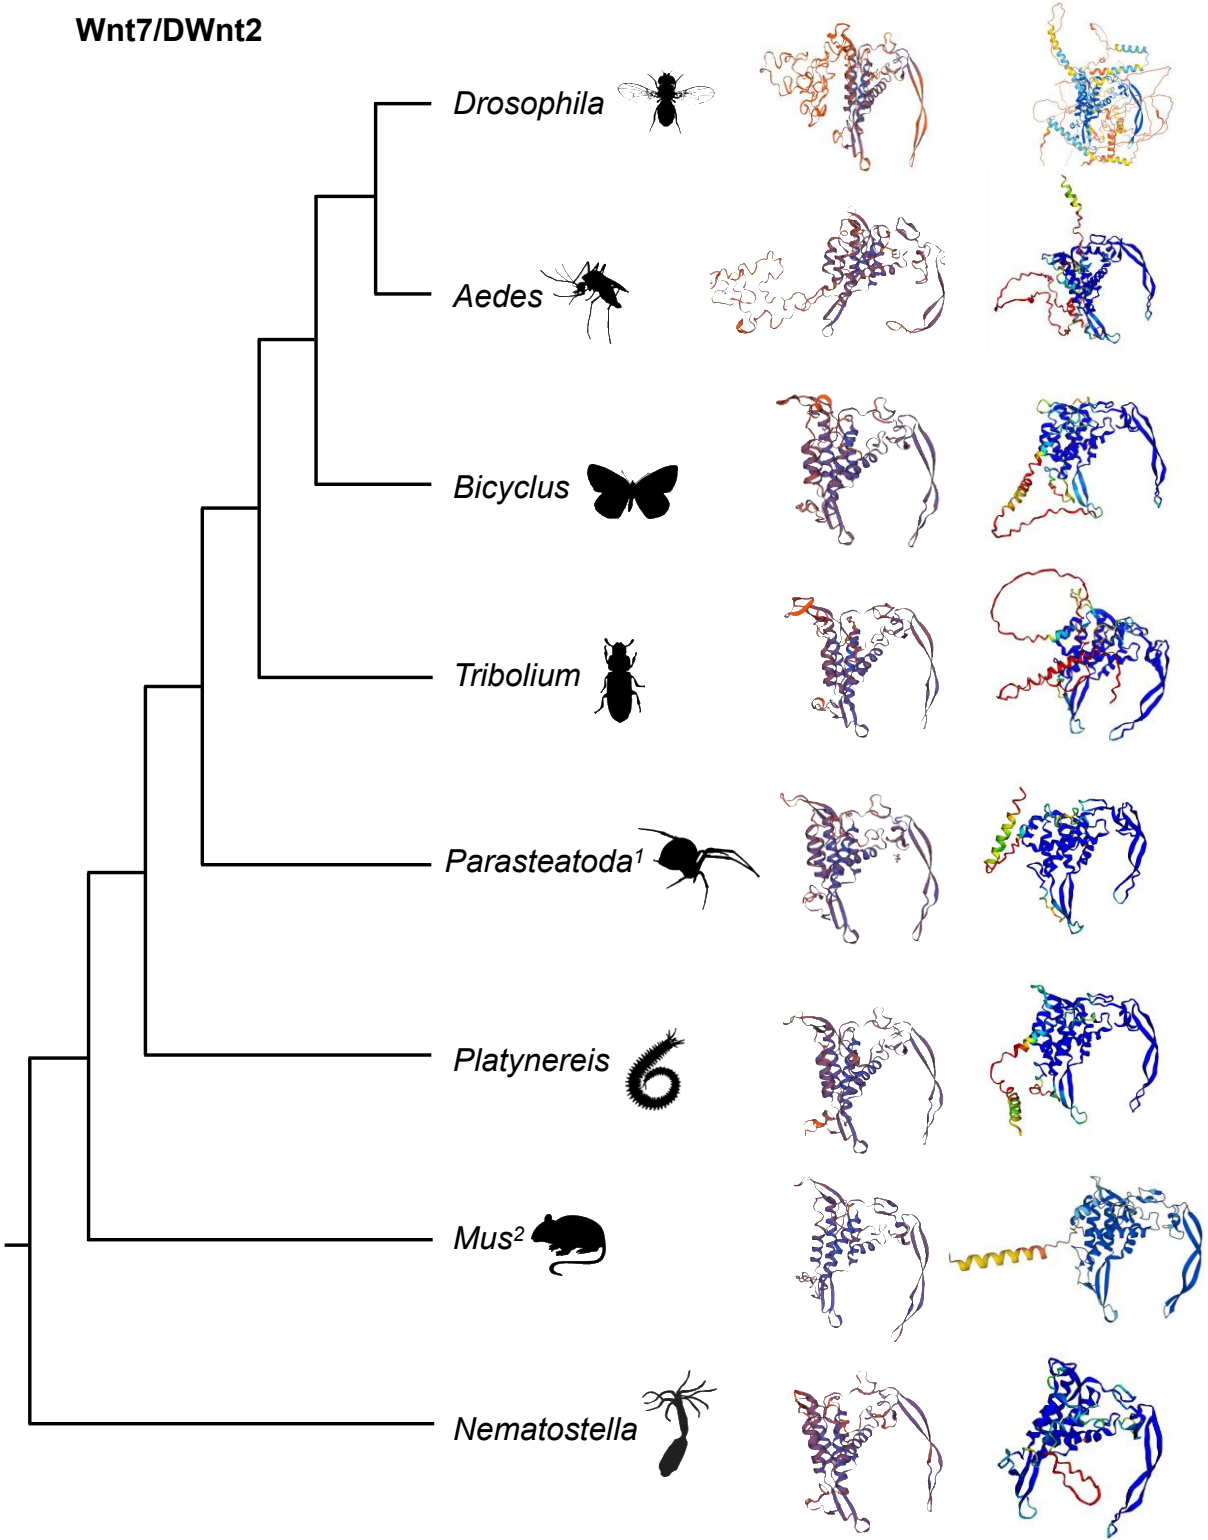 Wnt7/DWnt2
Drosophila
Aedes
Bicyclus
Tribolium
Parasteatoda¹
Platynereis
Mus²
Nematostella